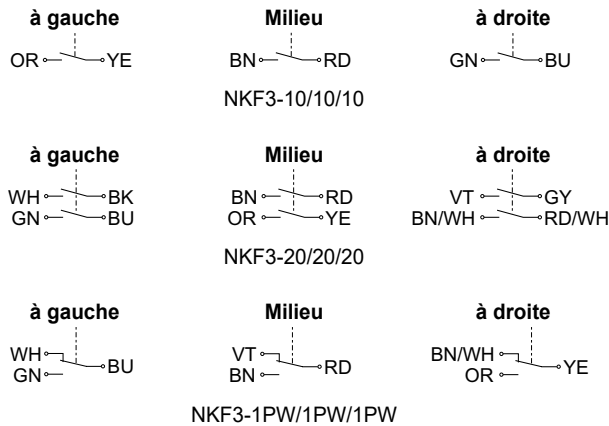 à gauche Milieu à droite
OR YE BN RD GN BU
NKF3-10/10/10
à gauche Milieu à droite
WH BK BN RD VT GY
GN BU OR YE BN/WH RD/WH
NKF3-20/20/20
à gauche Milieu à droite
WH VT BN/WH
BU RD YE
GN BN OR
NKF3-1PW/1PW/1PW